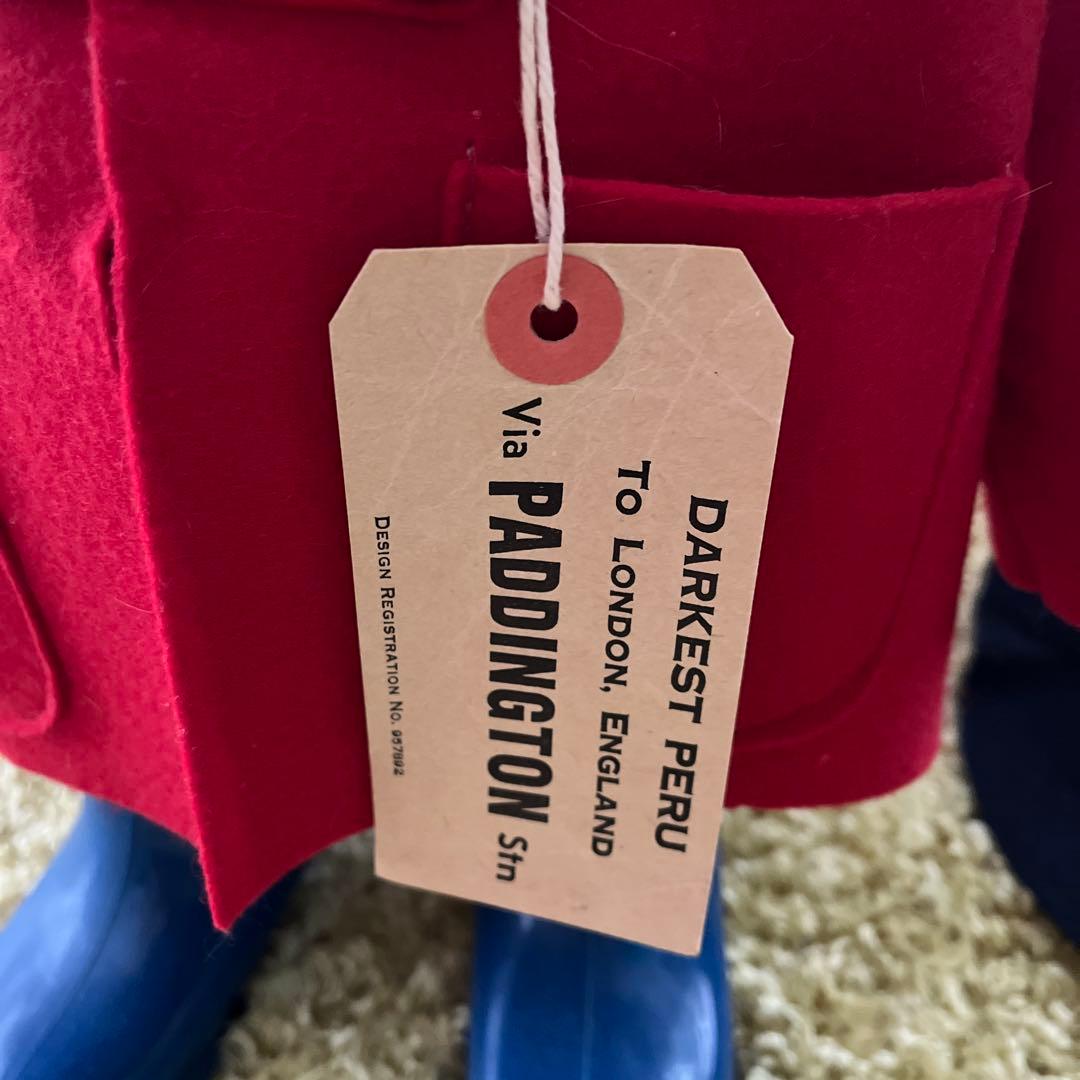 DARKEST PERU
To LONDON, ENGLAND
Via PADDINGTON Stn
DESIGN REGISTRATION No. 957892